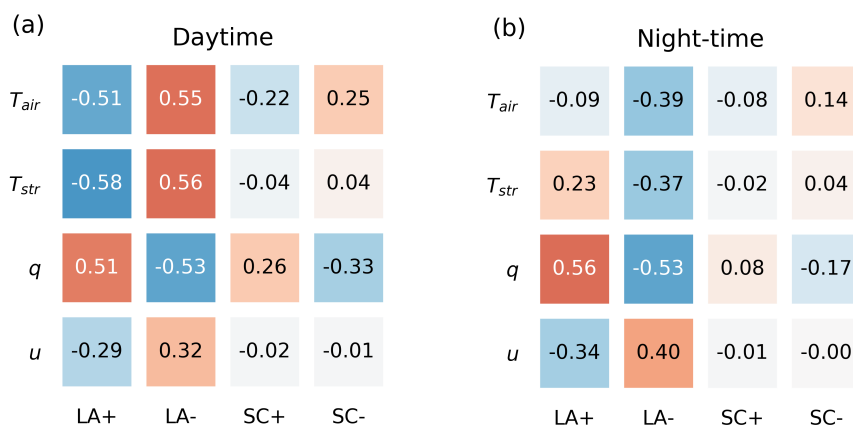 (a)
Daytime
T_air -0.51 0.55 -0.22 0.25
T_str -0.58 0.56 -0.04 0.04
q 0.51 -0.53 0.26 -0.33
u -0.29 0.32 -0.02 -0.01
LA+ LA- SC+ SC-
(b)
Night-time
T_air -0.09 -0.39 -0.08 0.14
T_str 0.23 -0.37 -0.02 0.04
q 0.56 -0.53 0.08 -0.17
u -0.34 0.40 -0.01 -0.00
LA+ LA- SC+ SC-